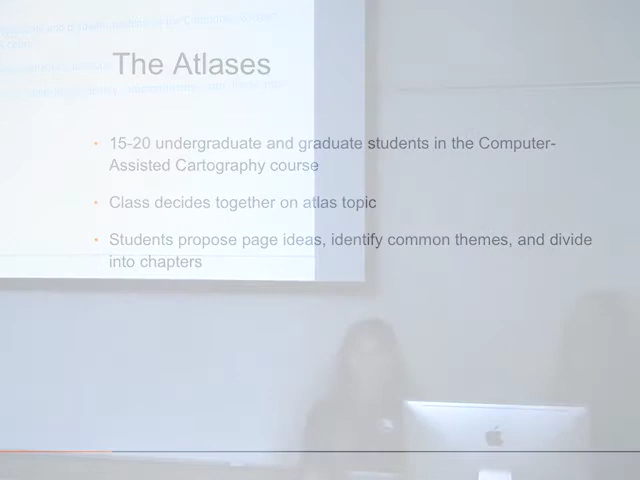 The Atlases
• 15-20 undergraduate and graduate students in the Computer-
Assisted Cartography course
• Class decides together on atlas topic
• Students propose page ideas, identify common themes, and divide
into chapters